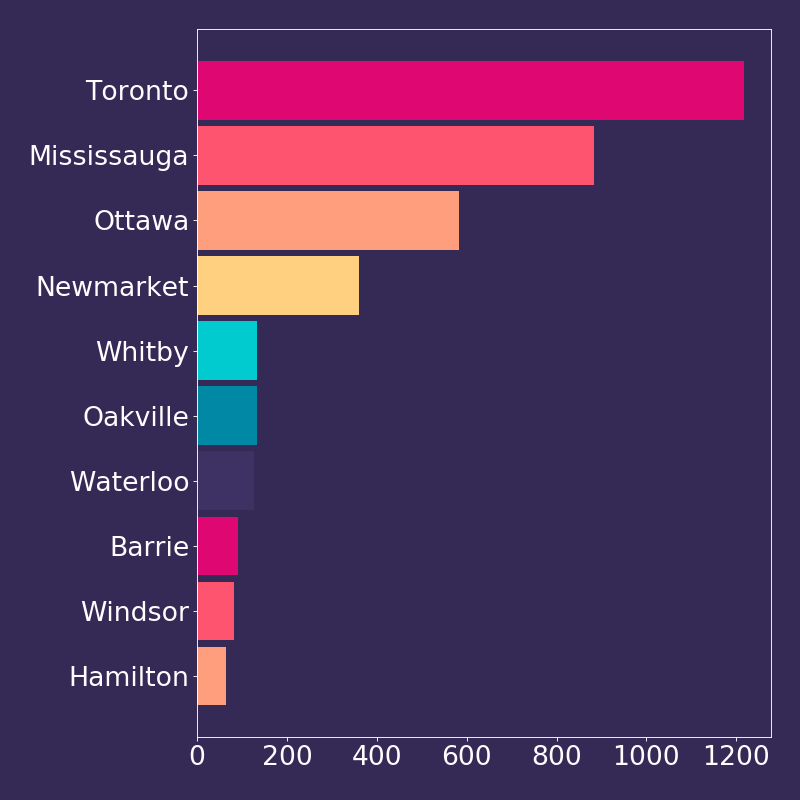 Toronto
Mississauga
Ottawa
Newmarket
Whitby
Oakville
Waterloo
Barrie
Windsor
Hamilton
0 200 400 600 800 1000 1200